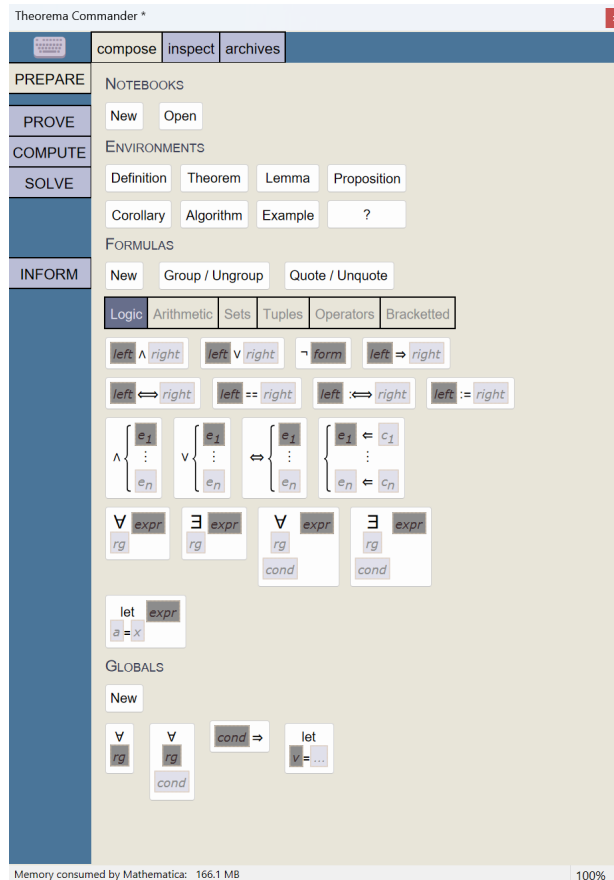 Theorema Commander *
compose inspect archives
PREPARE
PROVE
COMPUTE
SOLVE
INFORM
NOTEBOOKS
New Open
ENVIRONMENTS
Definition Theorem Lemma Proposition
Corollary Algorithm Example ?
FORMULAS
New Group / Ungroup Quote / Unquote
Logic Arithmetic Sets Tuples Operators Bracketted
left ∧ right left ∨ right ¬ form left ⇒ right
left ⟺ right left == right left :⟺ right left := right
∧ { e1 ⋮ en ∨ { e1 ⋮ en ⇔ { e1 ⋮ en { e1 ⇐ c1 ⋮ en ⇐ cn
∀ expr ∃ expr ∀ expr ∃ expr
rg rg rg rg
cond cond
let expr
a = x
GLOBALS
New
∀ ∀ cond ⇒ let
rg rg v = ...
cond
Memory consumed by Mathematica: 166.1 MB 100%